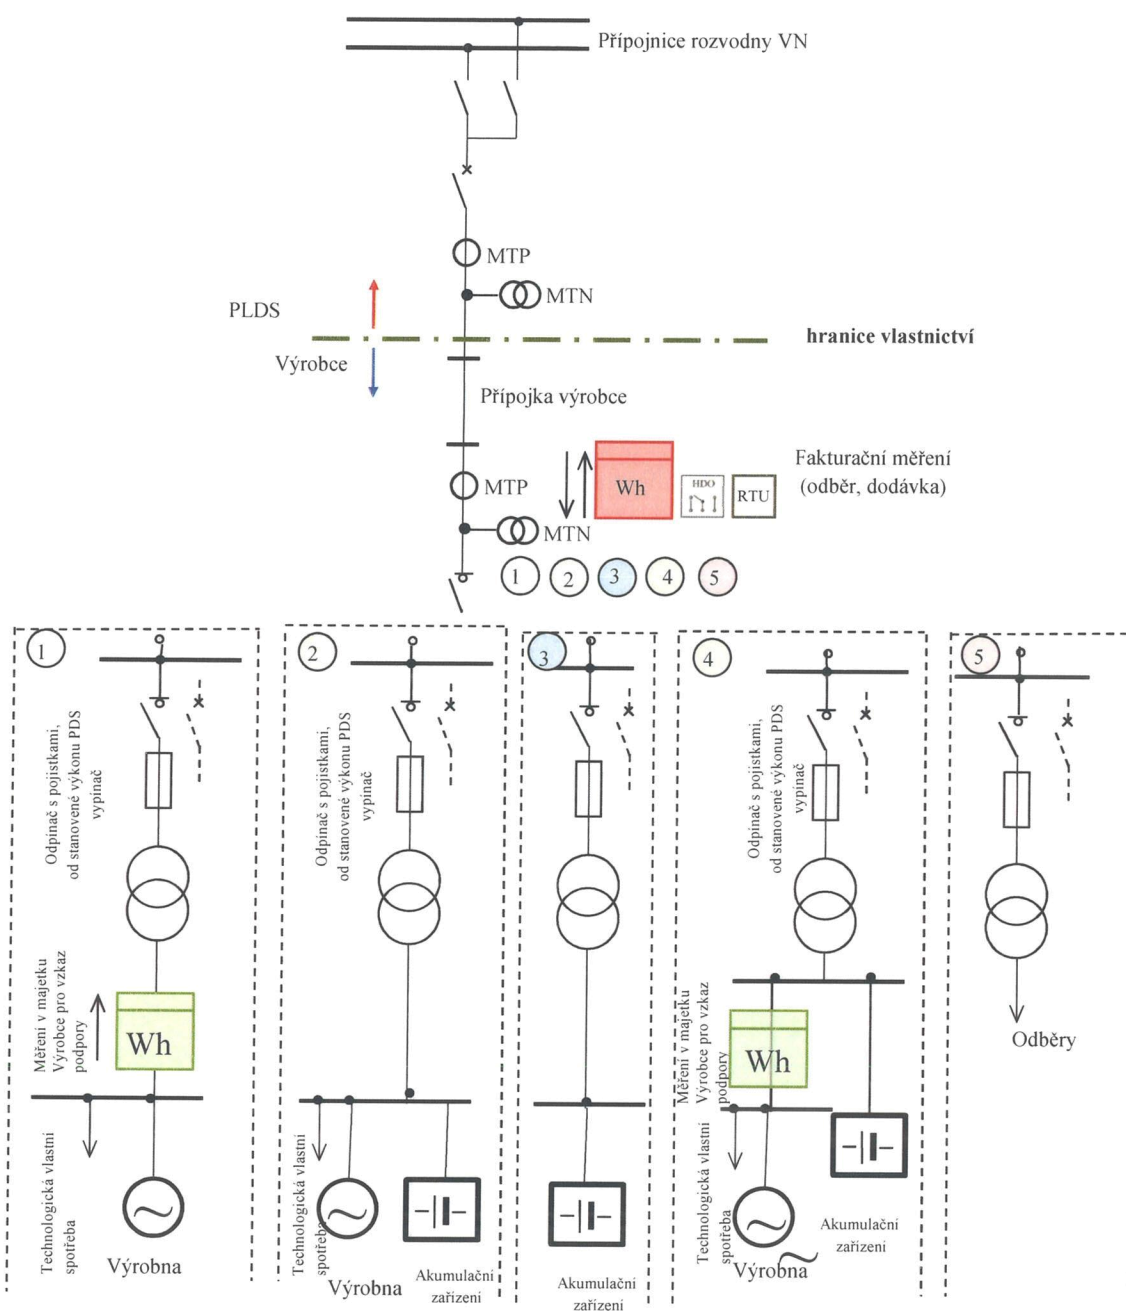 Přípojnice rozvodny VN
MTP
MTN
PLDS
hranice vlastnictví
Výrobce
Přípojka výrobce
Fakturační měření
(odběr, dodávka)
MTP
Wh
HDO
RTU
MTN
1
2
3
4
5
1
Odpínač s pojistkami,
od stanovené výkonu PDS
vypínač
Měření v majetku
Výrobce pro vzkaz
podpory
Wh
Technologická vlastní
spotřeba
Výrobna
2
Odpínač s pojistkami,
od stanovené výkonu PDS
vypínač
Technologická vlastní
spotřeba
Výrobna
Akumulační
zařízení
3
Akumulační
zařízení
4
Odpínač s pojistkami,
od stanovené výkonu PDS
vypínač
Měření v majetku
Výrobce pro vzkaz
podpory
Wh
Technologická vlastní
spotřeba
Výrobna
Akumulační
zařízení
5
Odběry